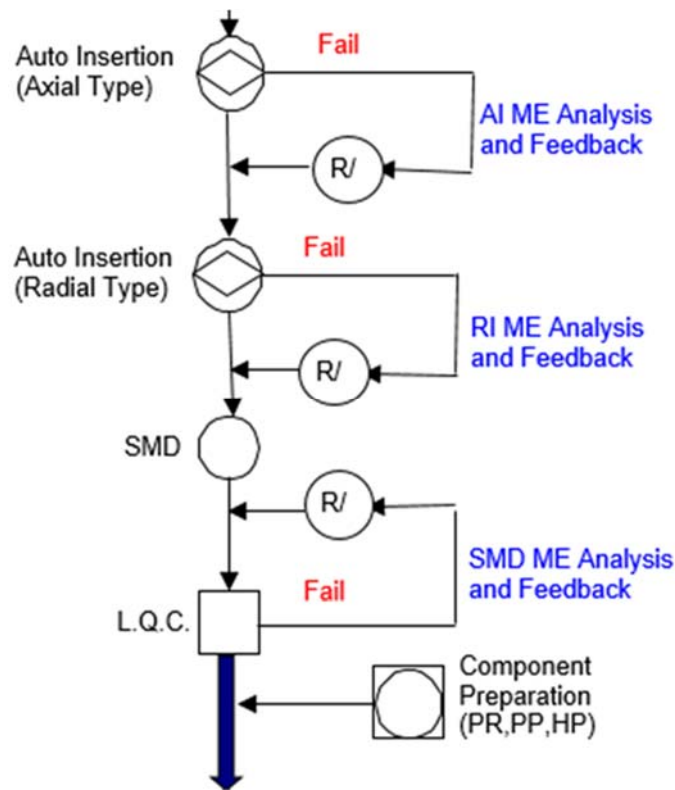 Auto Insertion
(Axial Type)
Fail
AI ME Analysis
and Feedback
R/
Auto Insertion
(Radial Type)
Fail
RI ME Analysis
and Feedback
R/
SMD
R/
SMD ME Analysis
and Feedback
Fail
L.Q.C.
Component
Preparation
(PR,PP,HP)